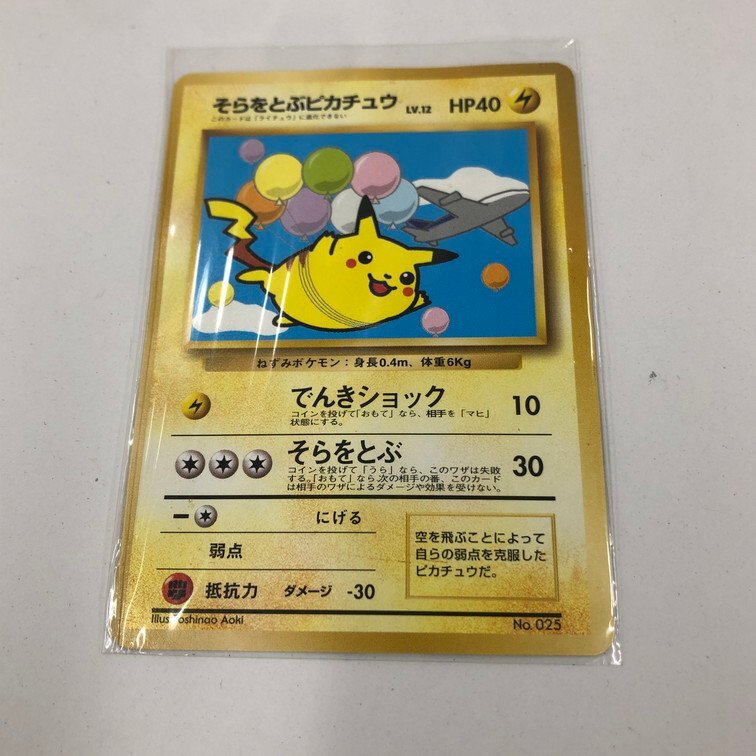 そらをとぶピカチュウ LV.12 HP40
このカードは「ライチュウ」に進化できない
ねずみポケモン：身長0.4m、体重6Kg
でんきショック 10
コインを投げて「おもて」なら、相手を「マヒ」
状態にする。
そらをとぶ 30
コインを投げて「うら」なら、このワザは失敗
する。「おもて」なら次の相手の番、このカード
は相手のワザによるダメージや効果を受けない。
にげる
弱点
抵抗力 ダメージ -30
空を飛ぶことによって
自らの弱点を克服した
ピカチュウだ。
Illus. Toshinao Aoki
No. 025